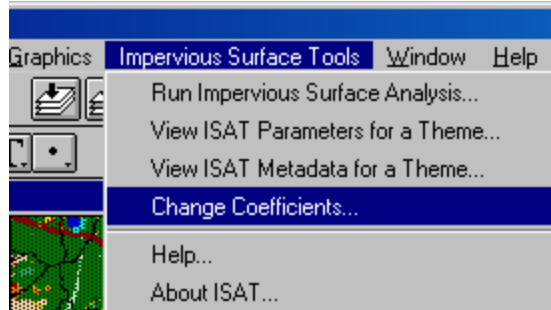 Graphics Impervious Surface Tools Window Help
Run Impervious Surface Analysis...
View ISAT Parameters for a Theme...
View ISAT Metadata for a Theme...
Change Coefficients...
Help...
About ISAT...